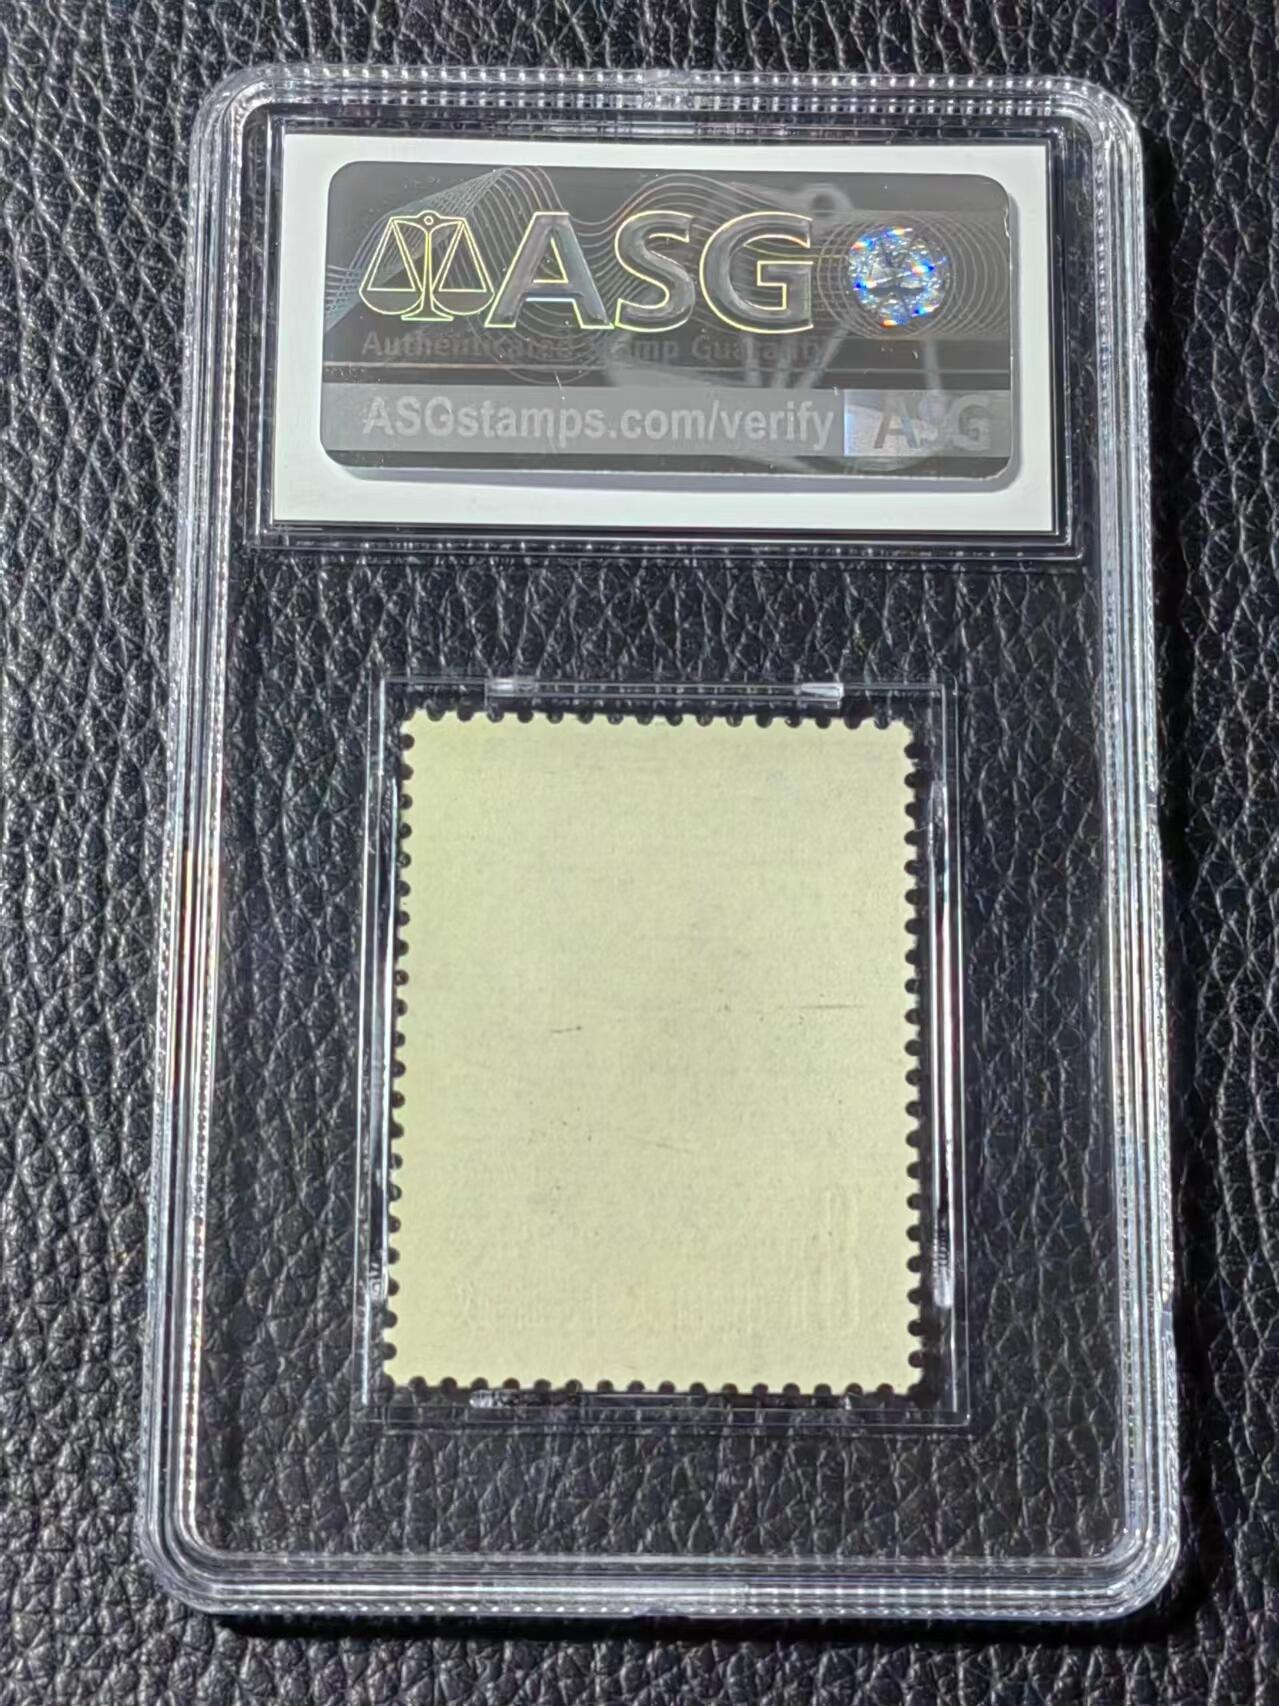 ASG
Authenticated Stamp Guaranty
ASGstamps.com/verify ASG